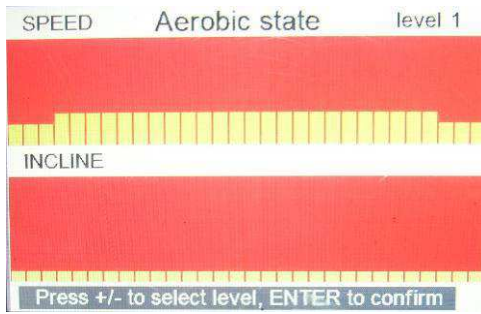 SPEED Aerobic state level 1
INCLINE
Press +/- to select level, ENTER to confirm